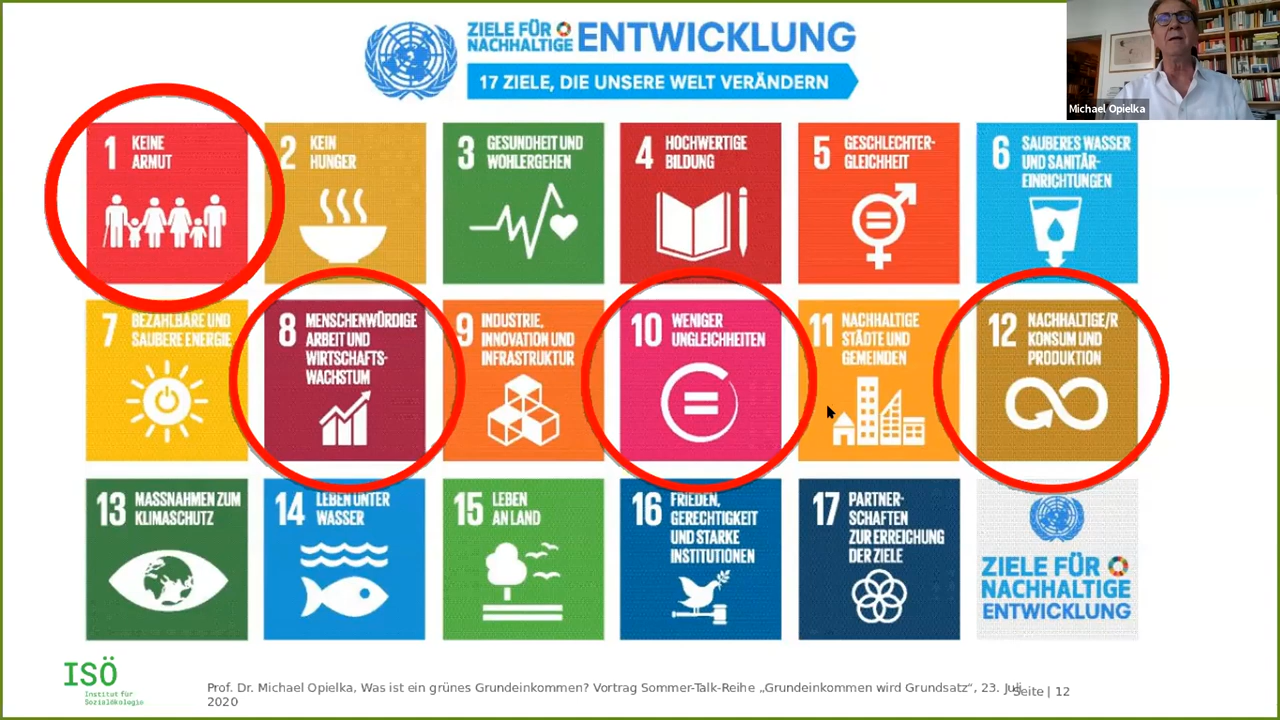 ZIELE FÜR
NACHHALTIGE
ENTWICKLUNG
17 ZIELE, DIE UNSERE WELT VERÄNDERN
Michael Opielka
1 KEINE
ARMUT
2 KEIN
HUNGER
3 GESUNDHEIT UND
WOHLERGEHEN
4 HOCHWERTIGE
BILDUNG
5 GESCHLECHTER-
GLEICHHEIT
6 SAUBERES WASSER
UND SANITÄR-
EINRICHTUNGEN
7 BEZAHLBARE UND
SAUBERE ENERGIE
8 MENSCHENWÜRDIGE
ARBEIT UND
WIRTSCHAFTS-
WACHSTUM
9 INDUSTRIE,
INNOVATION UND
INFRASTRUKTUR
10 WENIGER
UNGLEICHHEITEN
11 NACHHALTIGE
STÄDTE UND
GEMEINDEN
12 NACHHALTIGE/R
KONSUM UND
PRODUKTION
13 MASSNAHMEN ZUM
KLIMASCHUTZ
14 LEBEN UNTER
WASSER
15 LEBEN
AN LAND
16 FRIEDEN,
GERECHTIGKEIT
UND STARKE
INSTITUTIONEN
17 PARTNER-
SCHAFTEN
ZUR ERREICHUNG
DER ZIELE
ZIELE FÜR
NACHHALTIGE
ENTWICKLUNG
ISÖ
Institut für
Sozialökologie
Prof. Dr. Michael Opielka, Was ist ein grünes Grundeinkommen? Vortrag Sommer-Talk-Reihe „Grundeinkommen wird Grundsatz“, 23. Juli
2020
Seite | 12